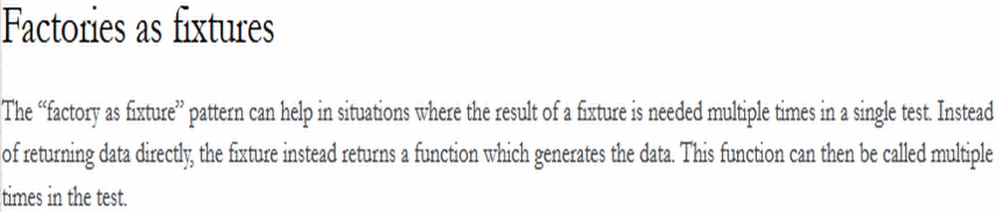 Factories as fixtures
The “factory as fixture” pattern can help in situations where the result of a fixture is needed multiple times in a single test. Instead
of returning data directly, the fixture instead returns a function which generates the data. This function can then be called multiple
times in the test.